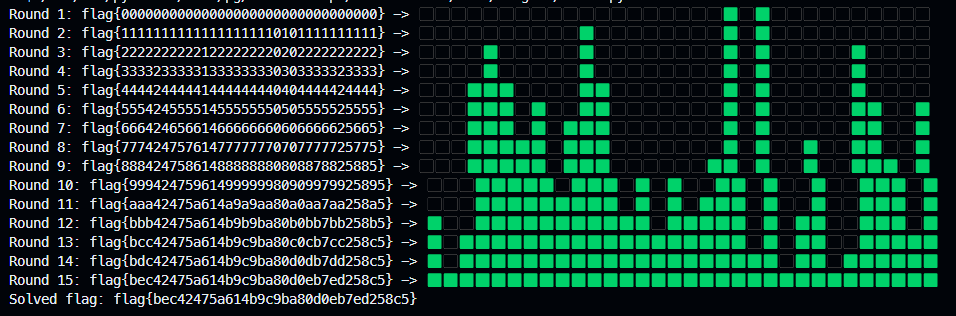 Round 1: flag{00000000000000000000000000000000} ->
Round 2: flag{11111111111111111110101111111111} ->
Round 3: flag{22222222221222222220202222222222} ->
Round 4: flag{33332333331333333330303333323333} ->
Round 5: flag{44442444441444444440404444424444} ->
Round 6: flag{55542455551455555550505555525555} ->
Round 7: flag{66642465661466666660606666625665} ->
Round 8: flag{77742475761477777770707777725775} ->
Round 9: flag{88842475861488888880808878825885} ->
Round 10: flag{99942475961499999980909979925895} ->
Round 11: flag{aaa42475a614a9a9aa80a0aa7aa258a5} ->
Round 12: flag{bbb42475a614b9b9ba80b0bb7bb258b5} ->
Round 13: flag{bcc42475a614b9c9ba80c0cb7cc258c5} ->
Round 14: flag{bdc42475a614b9c9ba80d0db7dd258c5} ->
Round 15: flag{bec42475a614b9c9ba80d0eb7ed258c5} ->
Solved flag: flag{bec42475a614b9c9ba80d0eb7ed258c5}